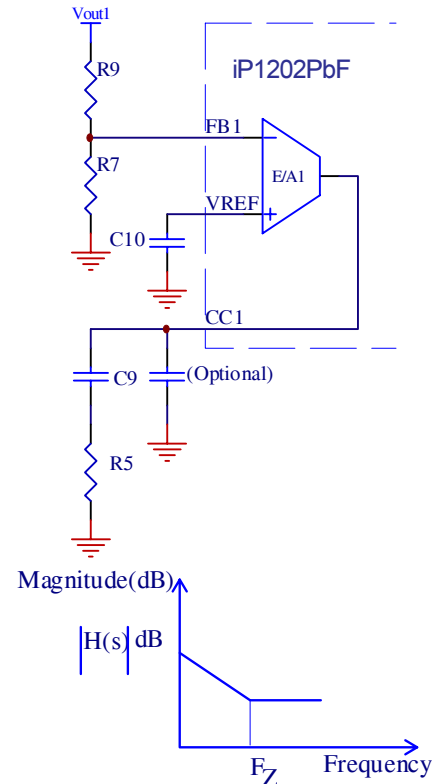 Vout1
iP1202PbF
R9
FB1
E/A1
R7
VREF
C10
CC1
C9
(Optional)
R5
Magnitude(dB)
|H(s)| dB
FZ
Frequency